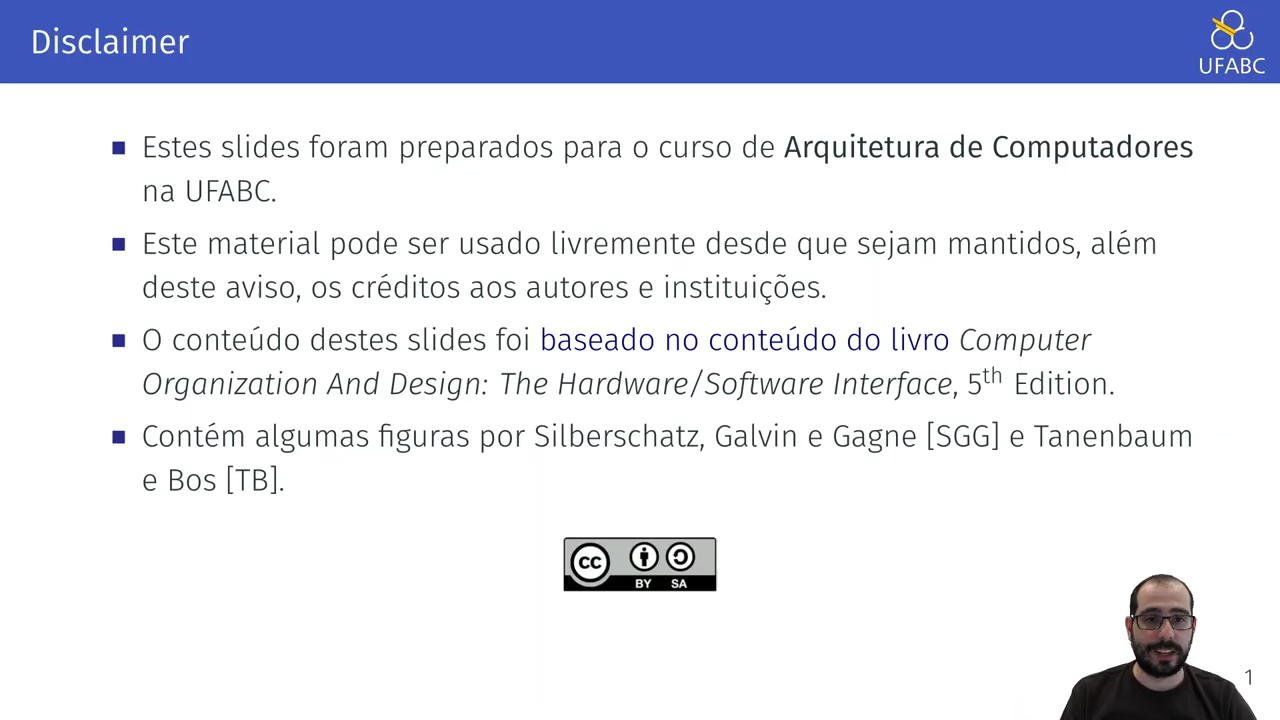 Disclaimer
UFABC
Estes slides foram preparados para o curso de Arquitetura de Computadores
na UFABC.
Este material pode ser usado livremente desde que sejam mantidos, além
deste aviso, os créditos aos autores e instituições.
O conteúdo destes slides foi baseado no conteúdo do livro Computer
Organization And Design: The Hardware/Software Interface, 5th Edition.
Contém algumas figuras por Silberschatz, Galvin e Gagne [SGG] e Tanenbaum
e Bos [TB].
cc
BY SA
1